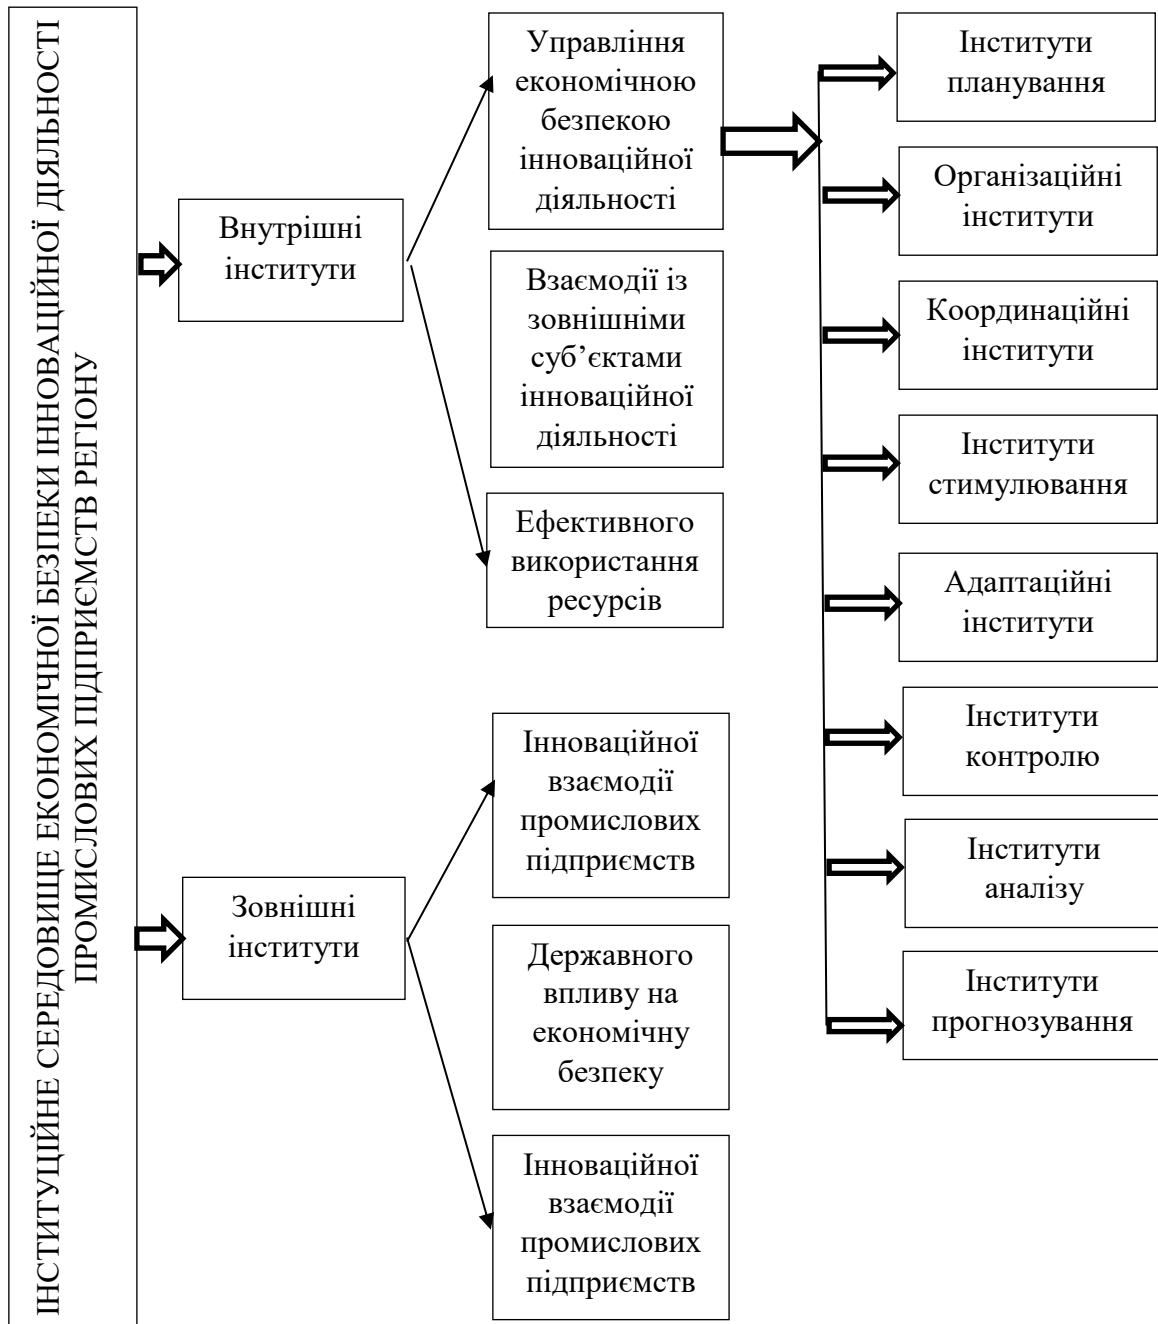 ІНСТИТУЦІЙНЕ СЕРЕДОВИЩЕ ЕКОНОМІЧНОЇ БЕЗПЕКИ ІННОВАЦІЙНОЇ ДІЯЛЬНОСТІ
ПРОМИСЛОВИХ ПІДПРИЄМСТВ РЕГІОНУ
Внутрішні
інститути
Управління
економічною
безпекою
інноваційної
діяльності
Взаємодії із
зовнішніми
суб’єктами
інноваційної
діяльності
Ефективного
використання
ресурсів
Зовнішні
інститути
Інноваційної
взаємодії
промислових
підприємств
Державного
впливу на
економічну
безпеку
Інноваційної
взаємодії
промислових
підприємств
Інститути
планування
Організаційні
інститути
Координаційні
інститути
Інститути
стимулювання
Адаптаційні
інститути
Інститути
контролю
Інститути
аналізу
Інститути
прогнозування